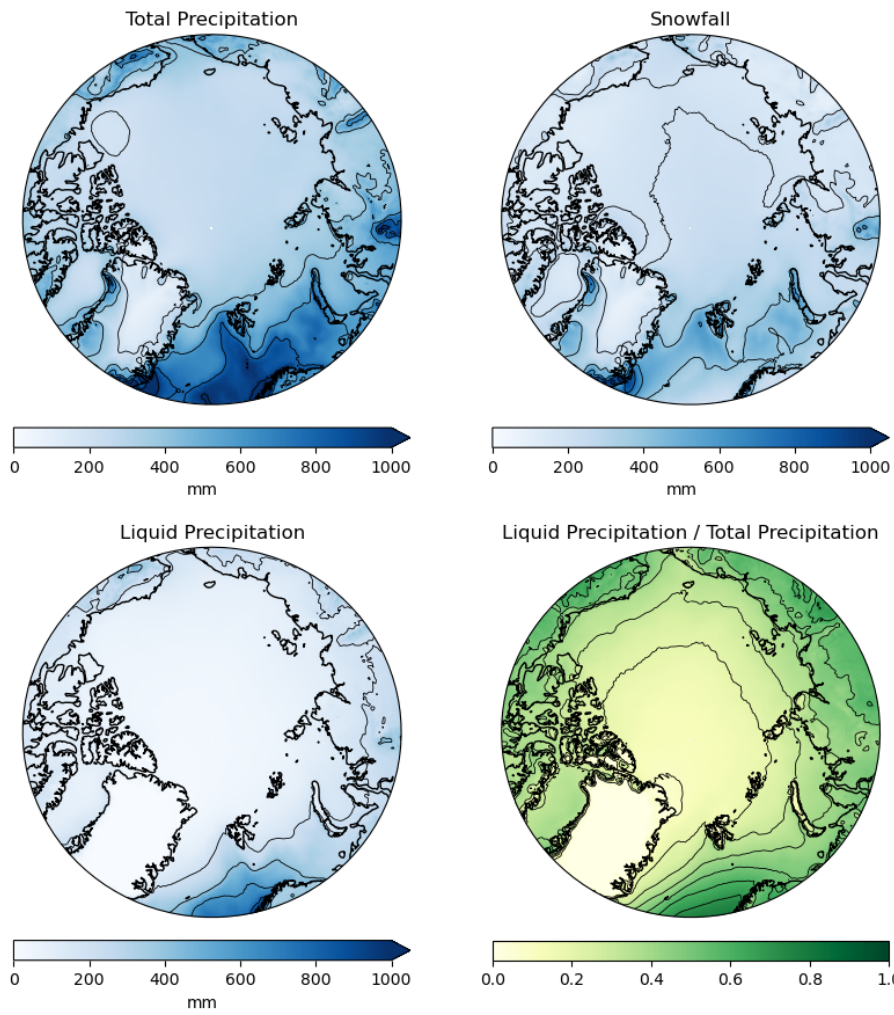 Total Precipitation
Snowfall
0 200 400 600 800 1000
mm
0 200 400 600 800 1000
mm
Liquid Precipitation
Liquid Precipitation / Total Precipitation
0 200 400 600 800 1000
mm
0.0 0.2 0.4 0.6 0.8 1.